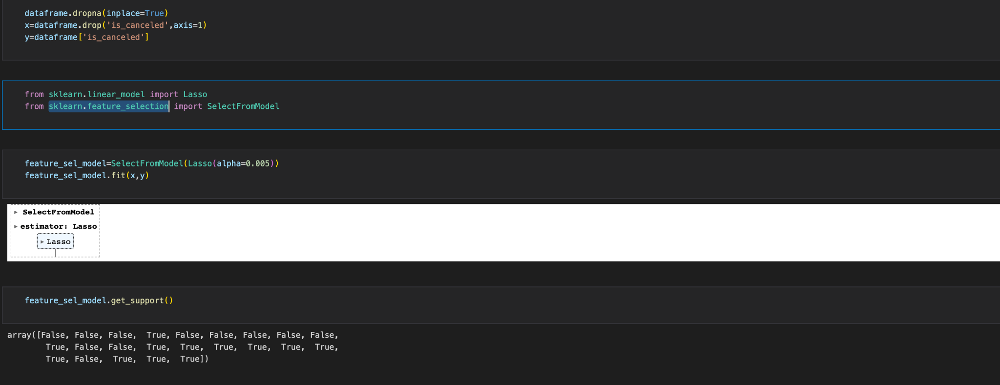 dataframe.dropna(inplace=True)
x=dataframe.drop('is_canceled',axis=1)
y=dataframe['is_canceled']
from sklearn.linear_model import Lasso
from sklearn.feature_selection import SelectFromModel
feature_sel_model=SelectFromModel(Lasso(alpha=0.005))
feature_sel_model.fit(x,y)
▸ SelectFromModel
▸ estimator: Lasso
▸ Lasso
feature_sel_model.get_support()
array([False, False, False,  True, False, False, False, False, False,
        True, False, False,  True,  True,  True,  True,  True,  True,
        True, False,  True,  True,  True])